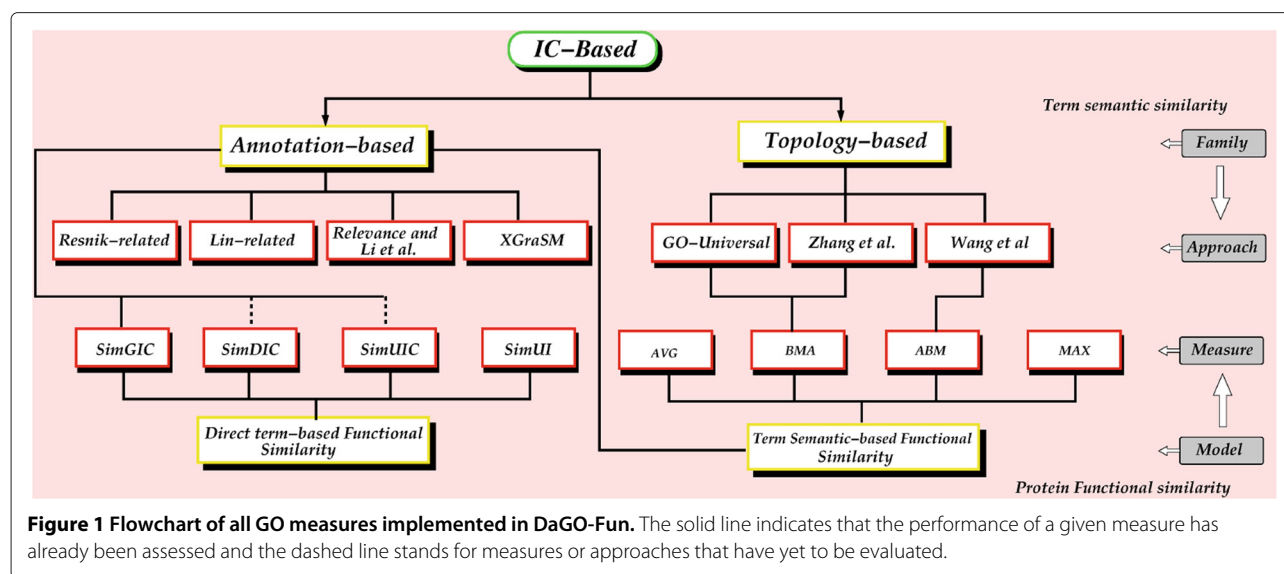 IC–Based
Term semantic similarity
Annotation–based
Topology–based
Family
Resnik–related
Lin–related
Relevance and
Li et al.
XGraSM
GO–Universal
Zhang et al.
Wang et al
Approach
SimGIC
SimDIC
SimUIC
SimUI
AVG
BMA
ABM
MAX
Measure
Direct term–based Functional
Similarity
Term Semantic–based Functional
Similarity
Model
Protein Functional similarity
Figure 1 Flowchart of all GO measures implemented in DaGO-Fun. The solid line indicates that the performance of a given measure has
already been assessed and the dashed line stands for measures or approaches that have yet to be evaluated.